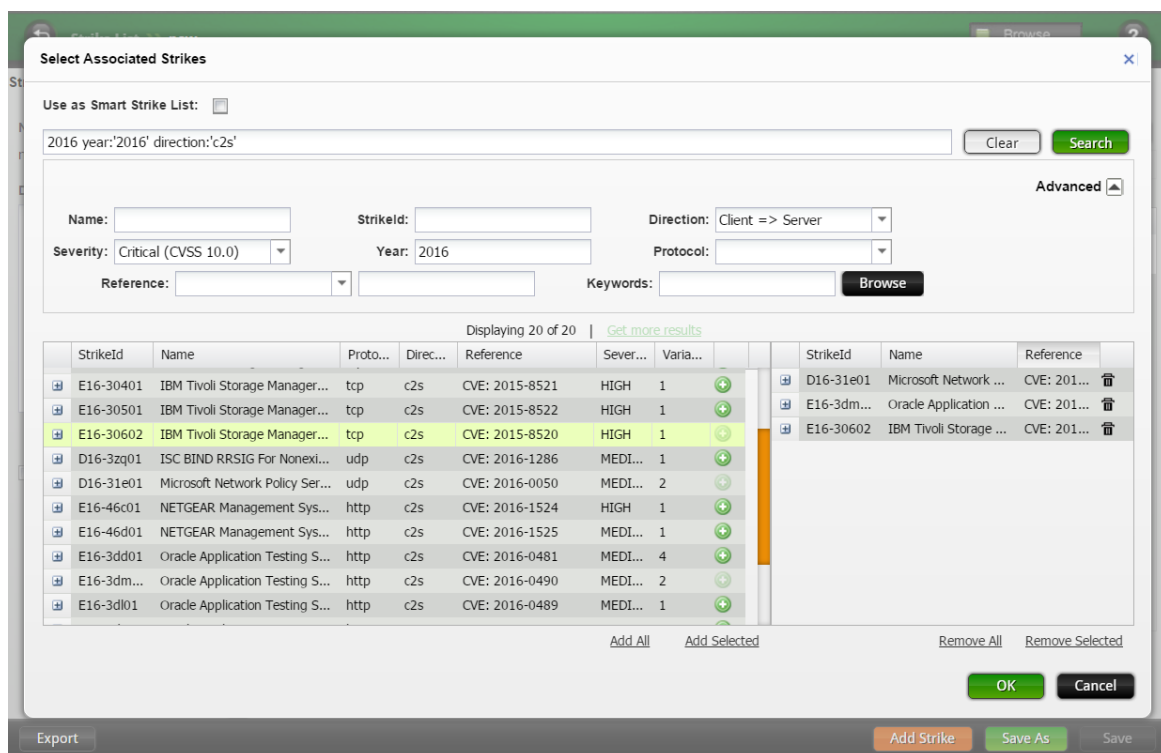 Browse
?
Select Associated Strikes
Use as Smart Strike List:
2016 year:'2016' direction:'c2s'
Clear
Search
Advanced
Name:
StrikeId:
Direction: Client => Server
Severity: Critical (CVSS 10.0)
Year: 2016
Protocol:
Reference:
Keywords:
Browse
Displaying 20 of 20 | Get more results
StrikeId Name Proto... Direc... Reference Sever... Varia...
E16-30401 IBM Tivoli Storage Manager... tcp c2s CVE: 2015-8521 HIGH 1
E16-30501 IBM Tivoli Storage Manager... tcp c2s CVE: 2015-8522 HIGH 1
E16-30602 IBM Tivoli Storage Manager... tcp c2s CVE: 2015-8520 HIGH 1
D16-3zq01 ISC BIND RRSIG For Nonexi... udp c2s CVE: 2016-1286 MEDI... 1
D16-31e01 Microsoft Network Policy Ser... udp c2s CVE: 2016-0050 MEDI... 2
E16-46c01 NETGEAR Management Sys... http c2s CVE: 2016-1524 HIGH 1
E16-46d01 NETGEAR Management Sys... http c2s CVE: 2016-1525 MEDI... 1
E16-3dd01 Oracle Application Testing S... http c2s CVE: 2016-0481 MEDI... 4
E16-3dm... Oracle Application Testing S... http c2s CVE: 2016-0490 MEDI... 2
E16-3dl01 Oracle Application Testing S... http c2s CVE: 2016-0489 MEDI... 1
StrikeId Name Reference
D16-31e01 Microsoft Network ... CVE: 201...
E16-3dm... Oracle Application ... CVE: 201...
E16-30602 IBM Tivoli Storage ... CVE: 201...
Add All Add Selected
Remove All Remove Selected
OK
Cancel
Export
Add Strike
Save As
Save